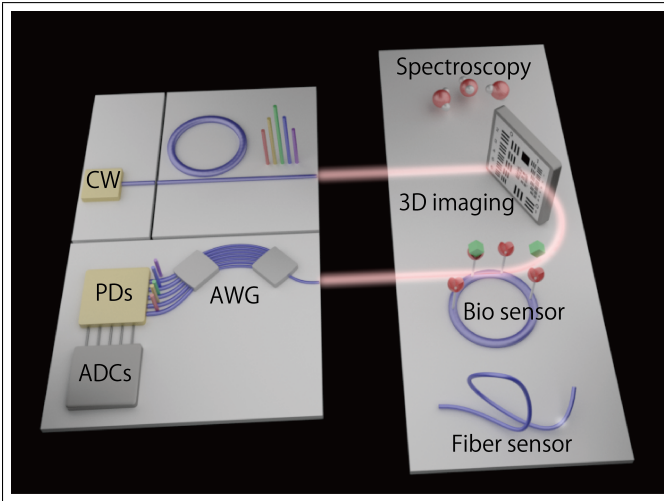 Spectroscopy
CW
3D imaging
PDs
AWG
Bio sensor
ADCs
Fiber sensor